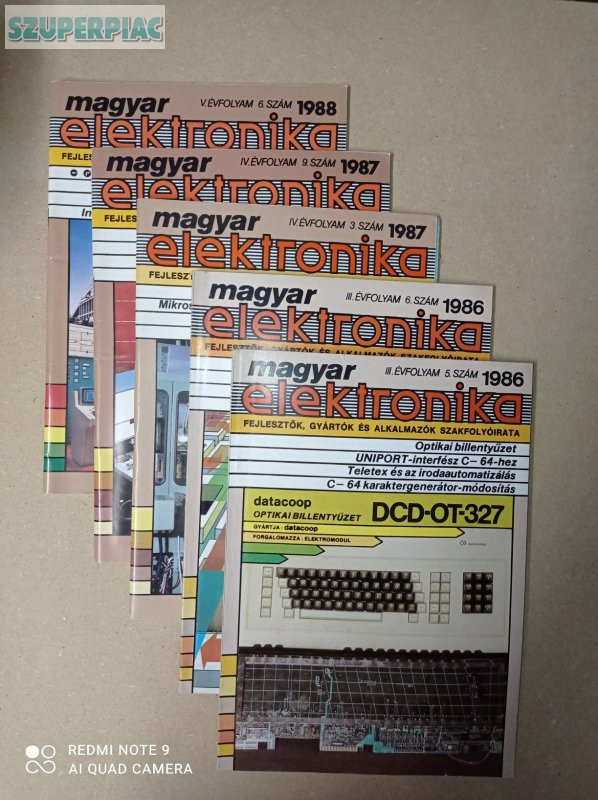 SZUPERPIAC
magyar V. ÉVFOLYAM 6. SZÁM 1988
elektronika
magyar IV. ÉVFOLYAM 9. SZÁM 1987
elektronika
magyar IV. ÉVFOLYAM 3. SZÁM 1987
elektronika
magyar III. ÉVFOLYAM 6. SZÁM 1986
elektronika
FEJLESZTŐK, GYÁRTÓK ÉS ALKALMAZÓK SZAKFOLYÓIRATA
magyar III. ÉVFOLYAM 5. SZÁM 1986
elektronika
FEJLESZTŐK, GYÁRTÓK ÉS ALKALMAZÓK SZAKFOLYÓIRATA
Optikai billentyűzet
UNIPORT-interfész C–64-hez
Teletex és az irodaautomatizálás
C–64 karaktergenerátor-módosítás
datacoop
OPTIKAI BILLENTYŰZET DCD-OT-327
GYÁRTJA: datacoop
FORGALOMAZZA: ELEKTROMODUL
REDMI NOTE 9
AI QUAD CAMERA